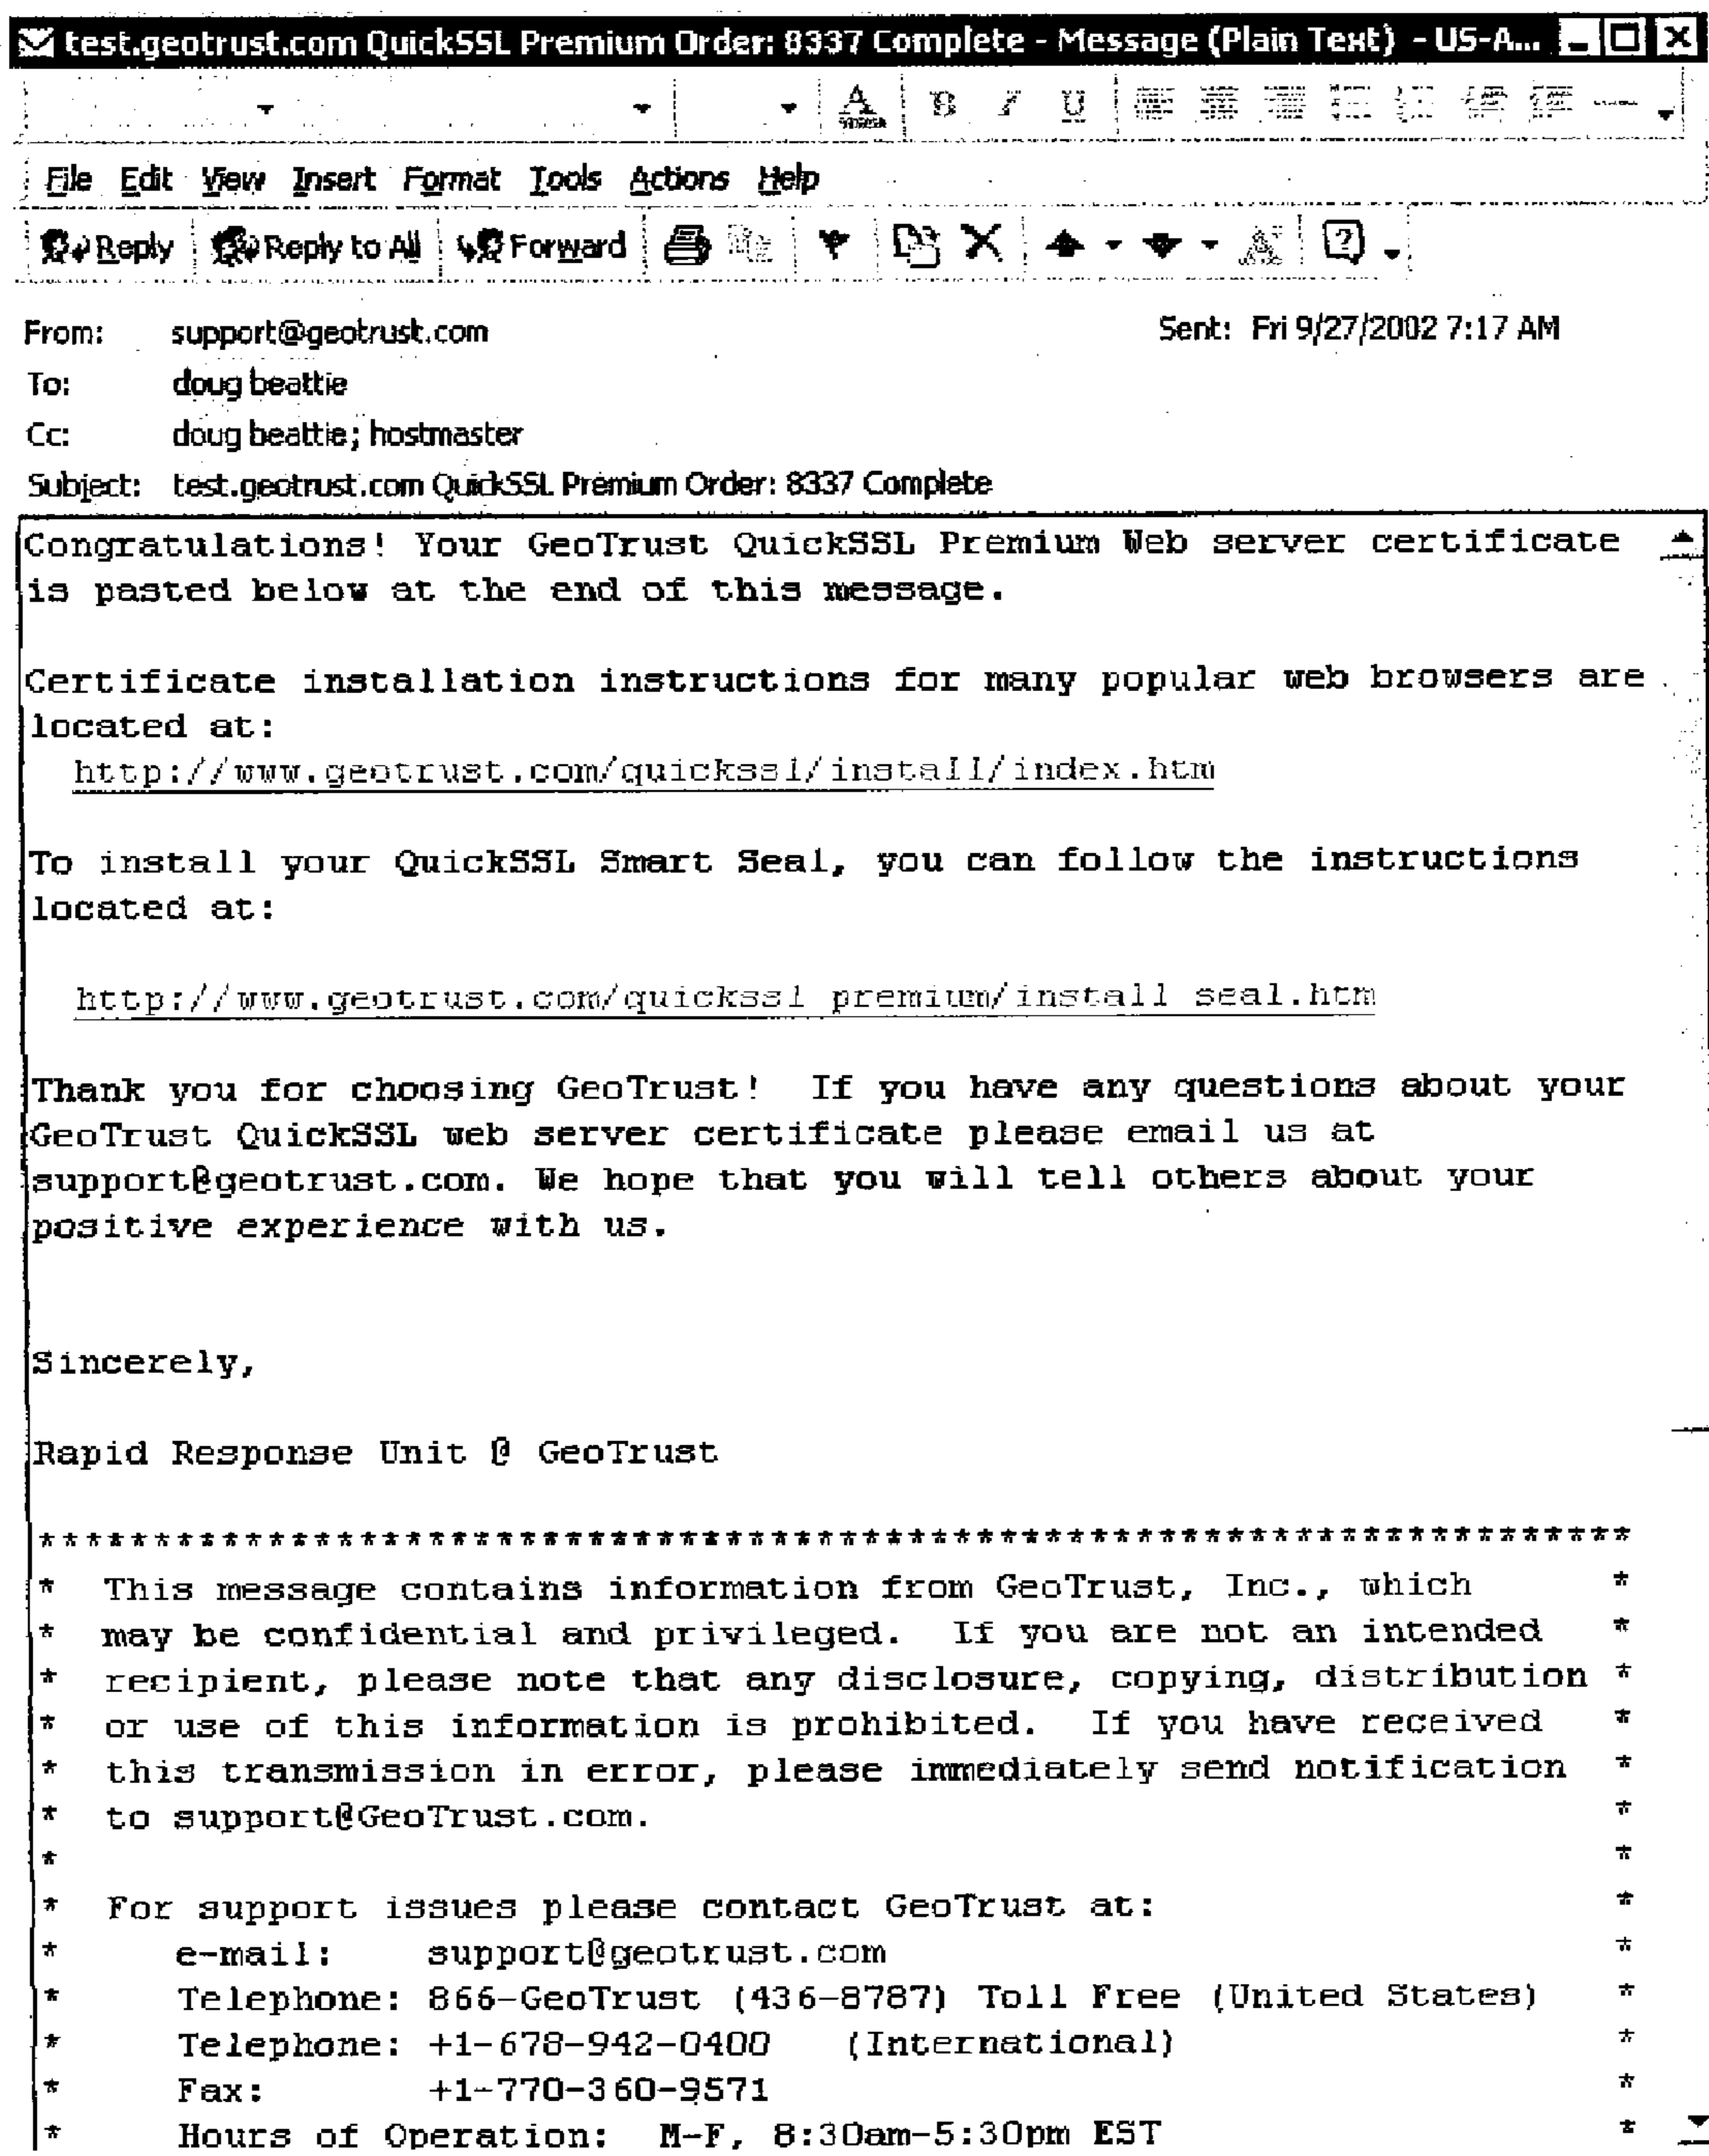 test.geotrust.com QuickSSL Premium Order: 8337 Complete - Message (Plain Text) - US-A...
A B I U
File Edit View Insert Format Tools Actions Help
Reply Reply to All Forward
From: support@geotrust.com Sent: Fri 9/27/2002 7:17 AM
To: doug beattie
Cc: doug beattie; hostmaster
Subject: test.geotrust.com QuickSSL Premium Order: 8337 Complete
Congratulations! Your GeoTrust QuickSSL Premium Web server certificate
is pasted below at the end of this message.
Certificate installation instructions for many popular web browsers are
located at:
http://www.geotrust.com/quickssl/install/index.htm
To install your QuickSSL Smart Seal, you can follow the instructions
located at:
http://www.geotrust.com/quickssl_premium/install_seal.htm
Thank you for choosing GeoTrust!  If you have any questions about your
GeoTrust QuickSSL web server certificate please email us at
support@geotrust.com. We hope that you will tell others about your
positive experience with us.
Sincerely,
Rapid Response Unit @ GeoTrust
***********************************************************************
*  This message contains information from GeoTrust, Inc., which      *
*  may be confidential and privileged.  If you are not an intended   *
*  recipient, please note that any disclosure, copying, distribution *
*  or use of this information is prohibited.  If you have received   *
*  this transmission in error, please immediately send notification  *
*  to support@GeoTrust.com.                                          *
*                                                                    *
*  For support issues please contact GeoTrust at:                    *
*     e-mail:    support@geotrust.com                                *
*     Telephone: 866-GeoTrust (436-8787) Toll Free (United States)   *
*     Telephone: +1-678-942-0400   (International)                   *
*     Fax:       +1-770-360-9571                                     *
*     Hours of Operation:  M-F, 8:30am-5:30pm EST                    *